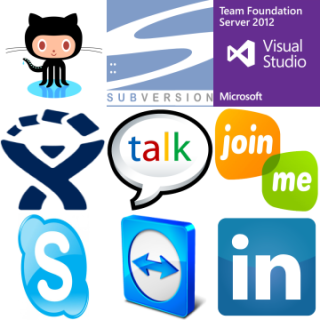 Team Foundation
Server 2012
Visual
Studio
Microsoft
SUBVERSION
talk
join
me
S
in